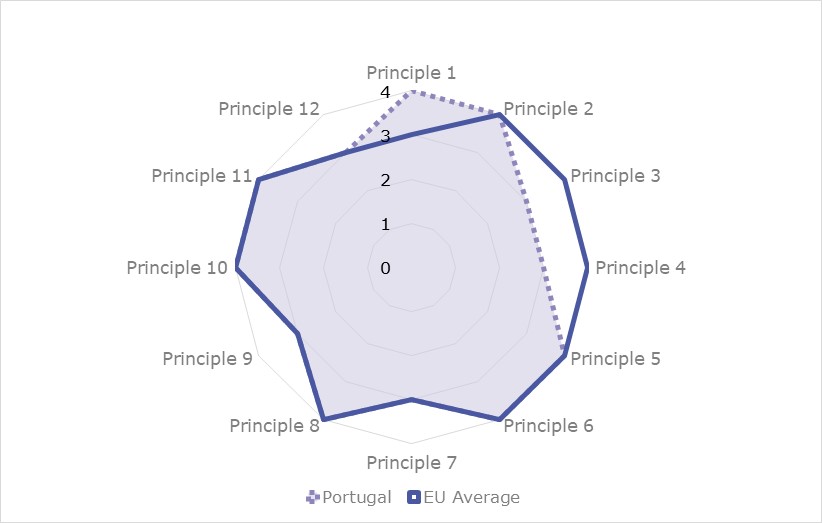 Principle 1
4
Principle 12
Principle 2
3
Principle 11
Principle 3
2
1
Principle 10
0
Principle 4
Principle 9
Principle 5
Principle 8
Principle 6
Principle 7
Portugal
EU Average